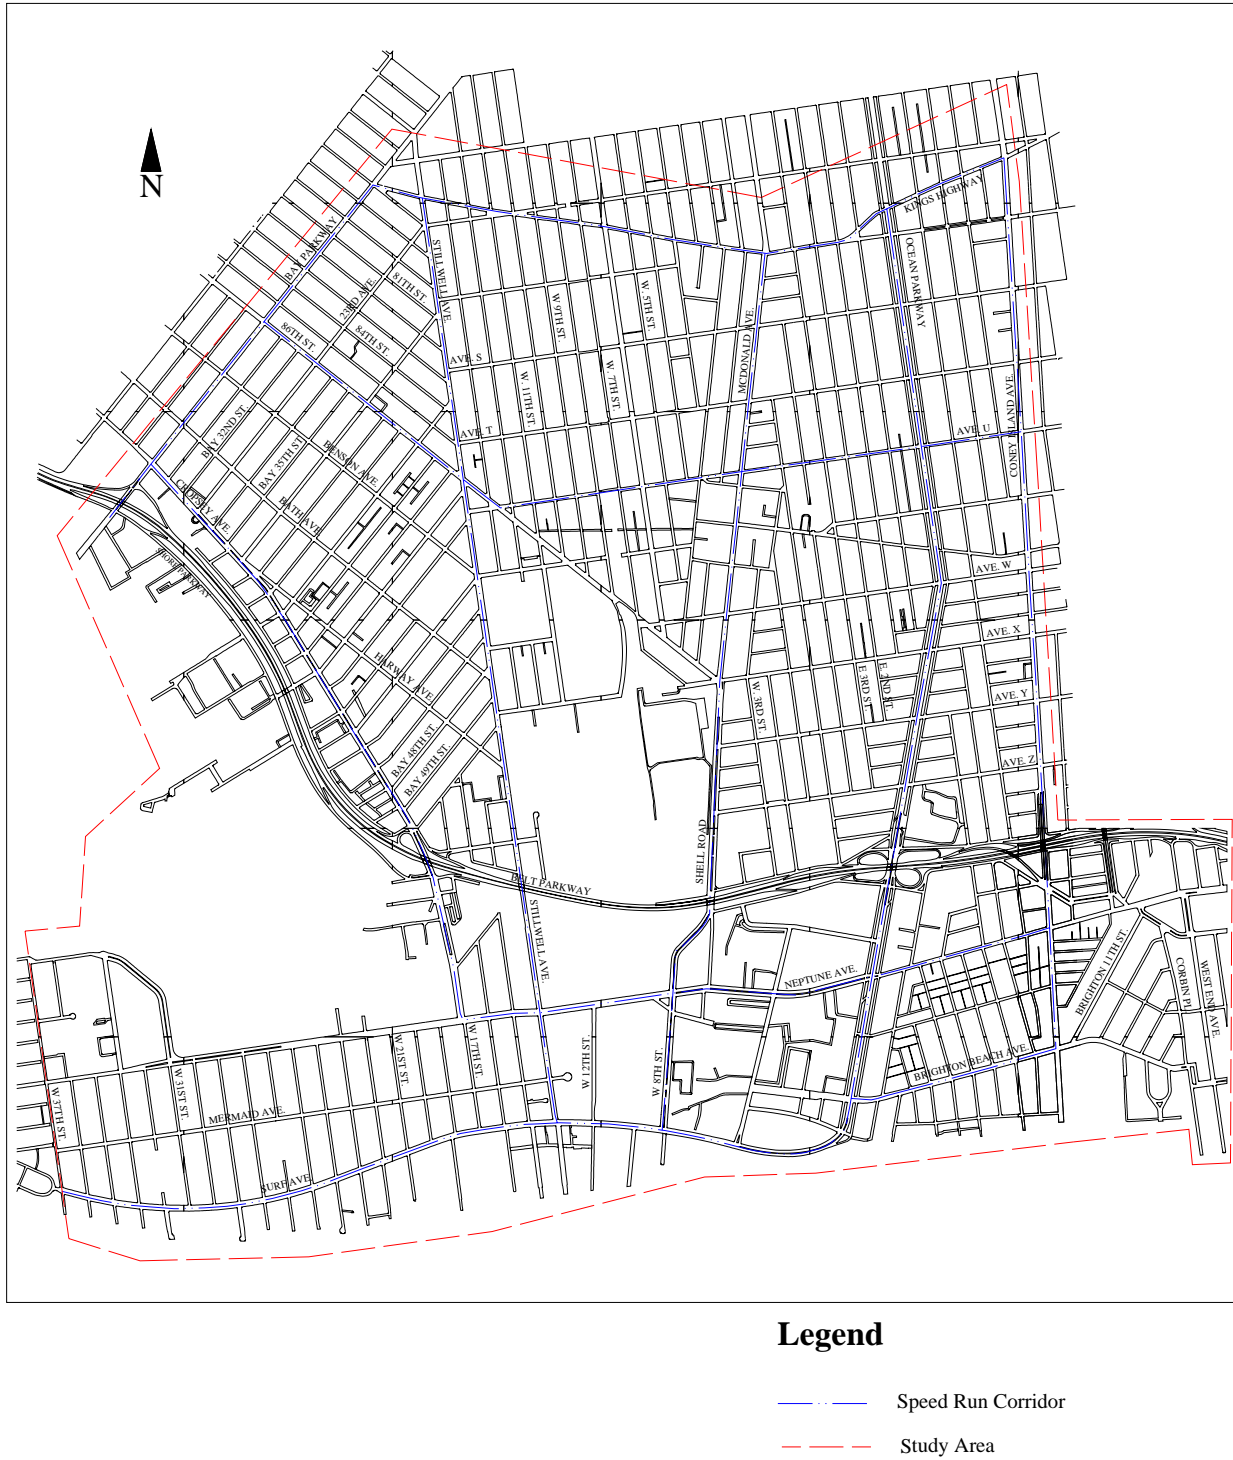 N
KINGS HIGHWAY
BAY PARKWAY
STILLWELL AVE.
OCEAN PARKWAY
81TH ST.
23RD AVE.
W. 5TH ST.
W 9TH ST.
86TH ST.
84TH ST.
MCDONALD AVE.
AVE. S
W. 7TH ST.
W. 11TH ST.
CONEY ISLAND AVE.
BAY 32ND ST.
AVE. T
AVE. U
BAY 35TH ST.
BENSON AVE.
CROPSEY AVE.
BATH AVE.
SHORE PARKWAY
AVE. W
AVE. X
HARWAY AVE.
E 2ND ST.
E 3RD ST.
W. 3RD ST.
AVE. Y
BAY 48TH ST.
BAY 49TH ST.
AVE. Z
SHELL ROAD
BELT PARKWAY
STILLWELL AVE.
NEPTUNE AVE.
BRIGHTON 11TH ST.
CORBIN PL
WEST END AVE.
W 17TH ST.
W 21ST ST.
W 12TH ST.
W 8TH ST.
BRIGHTON BEACH AVE.
W 31ST ST.
W 37TH ST.
MERMAID AVE.
SURF AVE.
Legend
Speed Run Corridor
Study Area